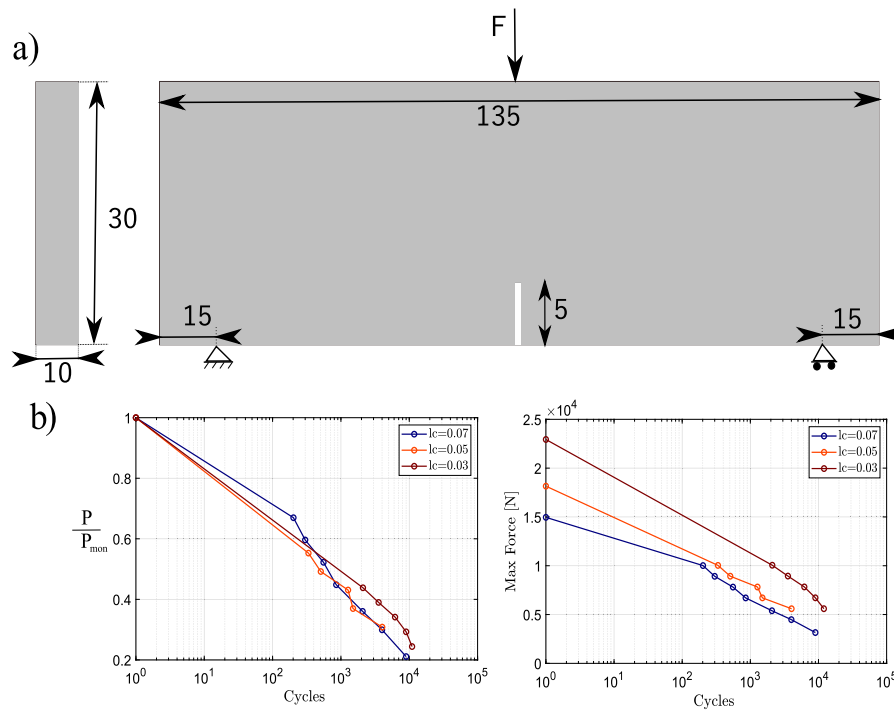 a)
F
135
30
5
15
15
10
b)
1
0.8
0.6
0.4
0.2
P
P_mon
lc=0.07
lc=0.05
lc=0.03
10^0
10^1
10^2
10^3
10^4
10^5
Cycles
×10^4
2.5
2
1.5
1
0.5
0
Max Force [N]
lc=0.07
lc=0.05
lc=0.03
10^0
10^1
10^2
10^3
10^4
10^5
Cycles